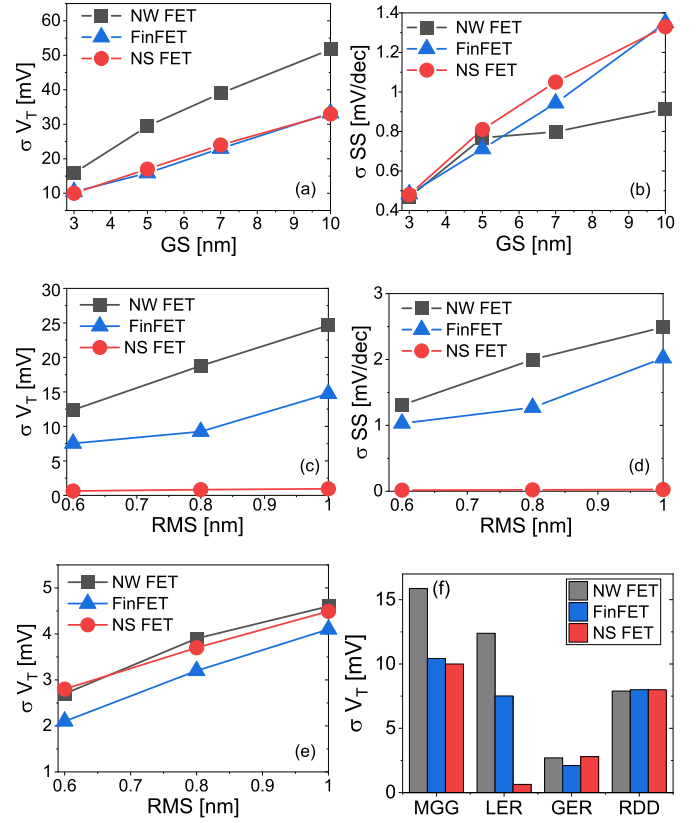 60
50
40
30
20
10
σ V_T [mV]
NW FET
FinFET
NS FET
(a)
3 4 5 6 7 8 9 10
GS [nm]
1.4
1.2
1.0
0.8
0.6
0.4
σ SS [mV/dec]
NW FET
FinFET
NS FET
(b)
3 4 5 6 7 8 9 10
GS [nm]
30
25
20
15
10
5
0
σ V_T [mV]
NW FET
FinFET
NS FET
(c)
0.6 0.7 0.8 0.9 1
RMS [nm]
3
2
1
0
σ SS [mV/dec]
NW FET
FinFET
NS FET
(d)
0.6 0.7 0.8 0.9 1
RMS [nm]
5
4
3
2
1
σ V_T [mV]
NW FET
FinFET
NS FET
(e)
0.6 0.7 0.8 0.9 1
RMS [nm]
15
10
5
0
σ V_T [mV]
(f)
NW FET
FinFET
NS FET
MGG LER GER RDD